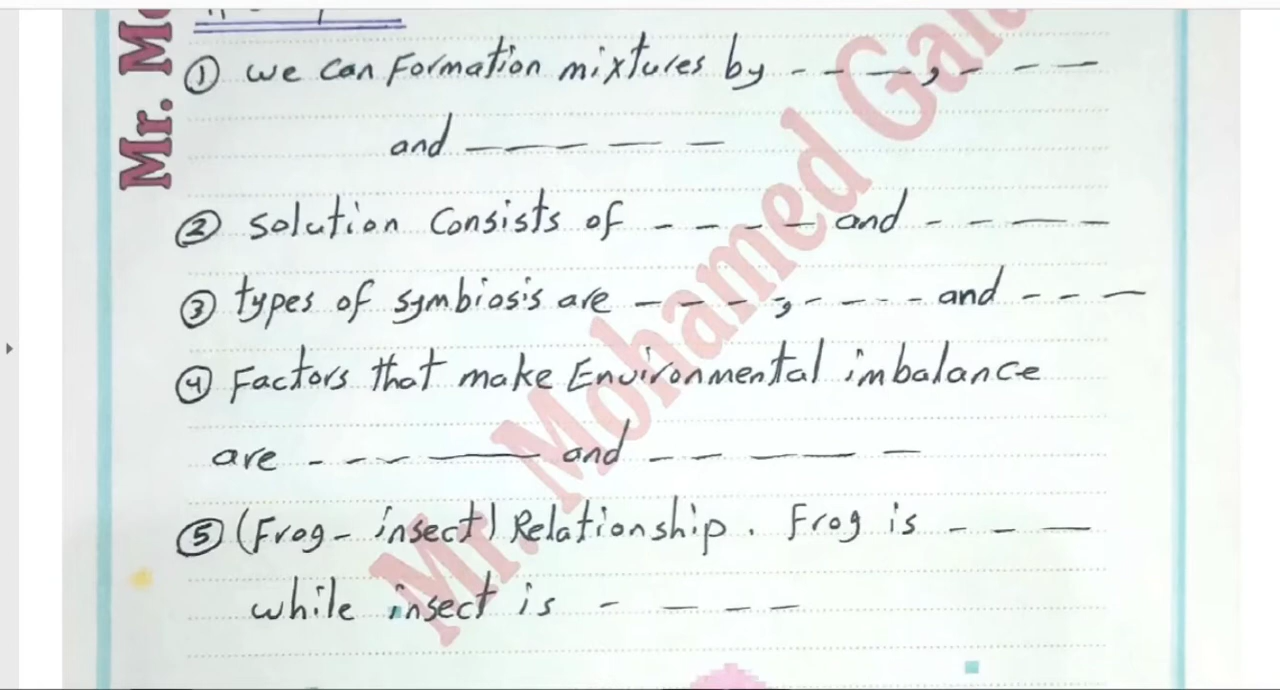 ① we can Formation mixtures by - - - —, - - - —
and — — — — —
② Solution Consists of - - - - — and - - - — —
③ types of symbiosis are — - - - , - - - - and - - - —
④ Factors that make Environmental imbalance
are - - - — and - - — -
⑤ (Frog - insect) Relationship. Frog is - - —
while insect is - - - -
Mr. Mohamed Gala
Mr. Mo